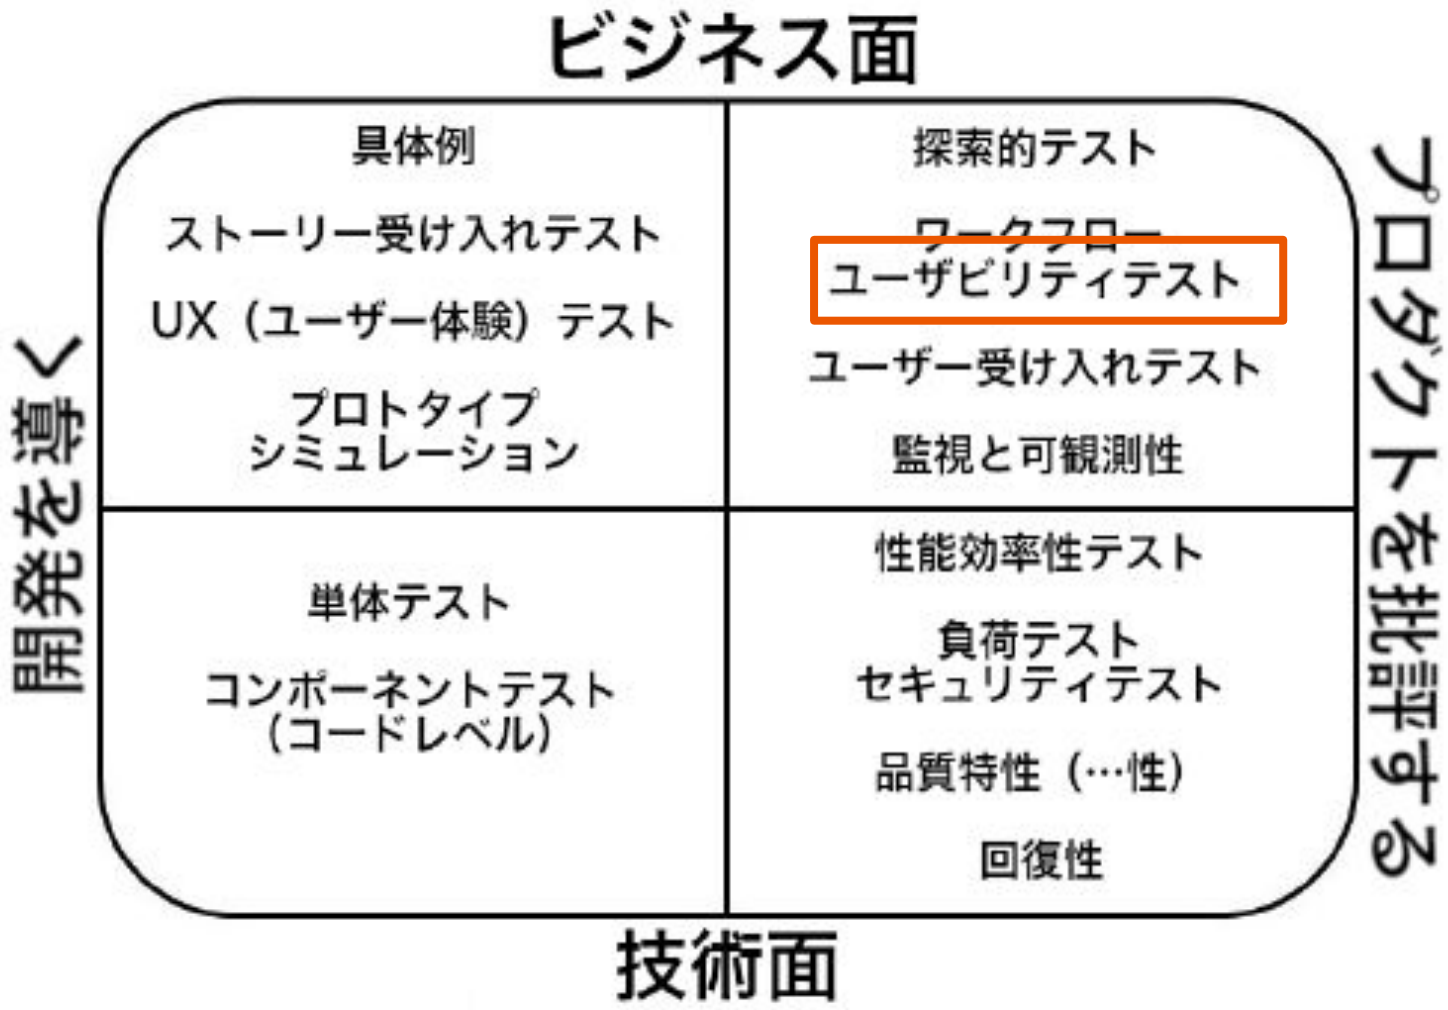 ビジネス面
開発を導く
具体例
ストーリー受け入れテスト
UX（ユーザー体験）テスト
プロトタイプ
シミュレーション
探索的テスト
ワークフロー
ユーザビリティテスト
ユーザー受け入れテスト
監視と可観測性
プロダクトを批評する
単体テスト
コンポーネントテスト
（コードレベル）
性能効率性テスト
負荷テスト
セキュリティテスト
品質特性（…性）
回復性
技術面